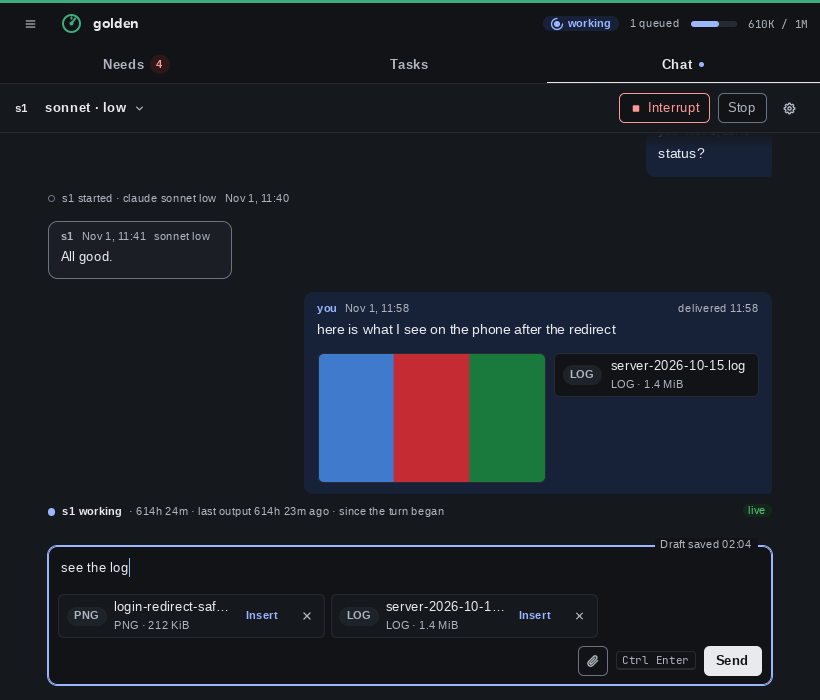 golden
working
1 queued
610K / 1M
Needs 4
Tasks
Chat
s1 sonnet · low
Interrupt
Stop
status?
s1 started · claude sonnet low Nov 1, 11:40
s1 Nov 1, 11:41 sonnet low
All good.
you Nov 1, 11:58
delivered 11:58
here is what I see on the phone after the redirect
LOG
server-2026-10-15.log
LOG · 1.4 MiB
s1 working · 614h 24m · last output 614h 23m ago · since the turn began
live
Draft saved 02:04
see the log
PNG
login-redirect-saf…
PNG · 212 KiB
Insert
LOG
server-2026-10-1…
LOG · 1.4 MiB
Insert
Ctrl Enter
Send